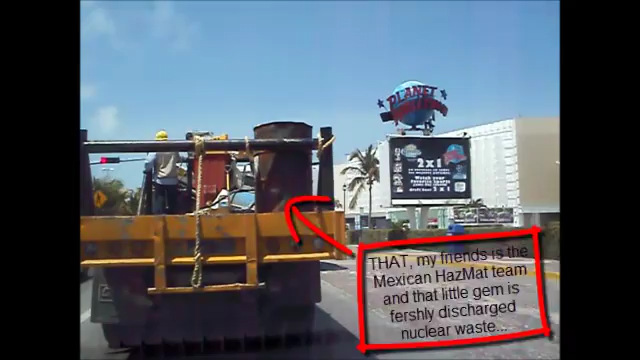 PLANET
2x1
THAT, my friends is the
Mexican HazMat team
and that little gem is
fershly discharged
nuclear waste...